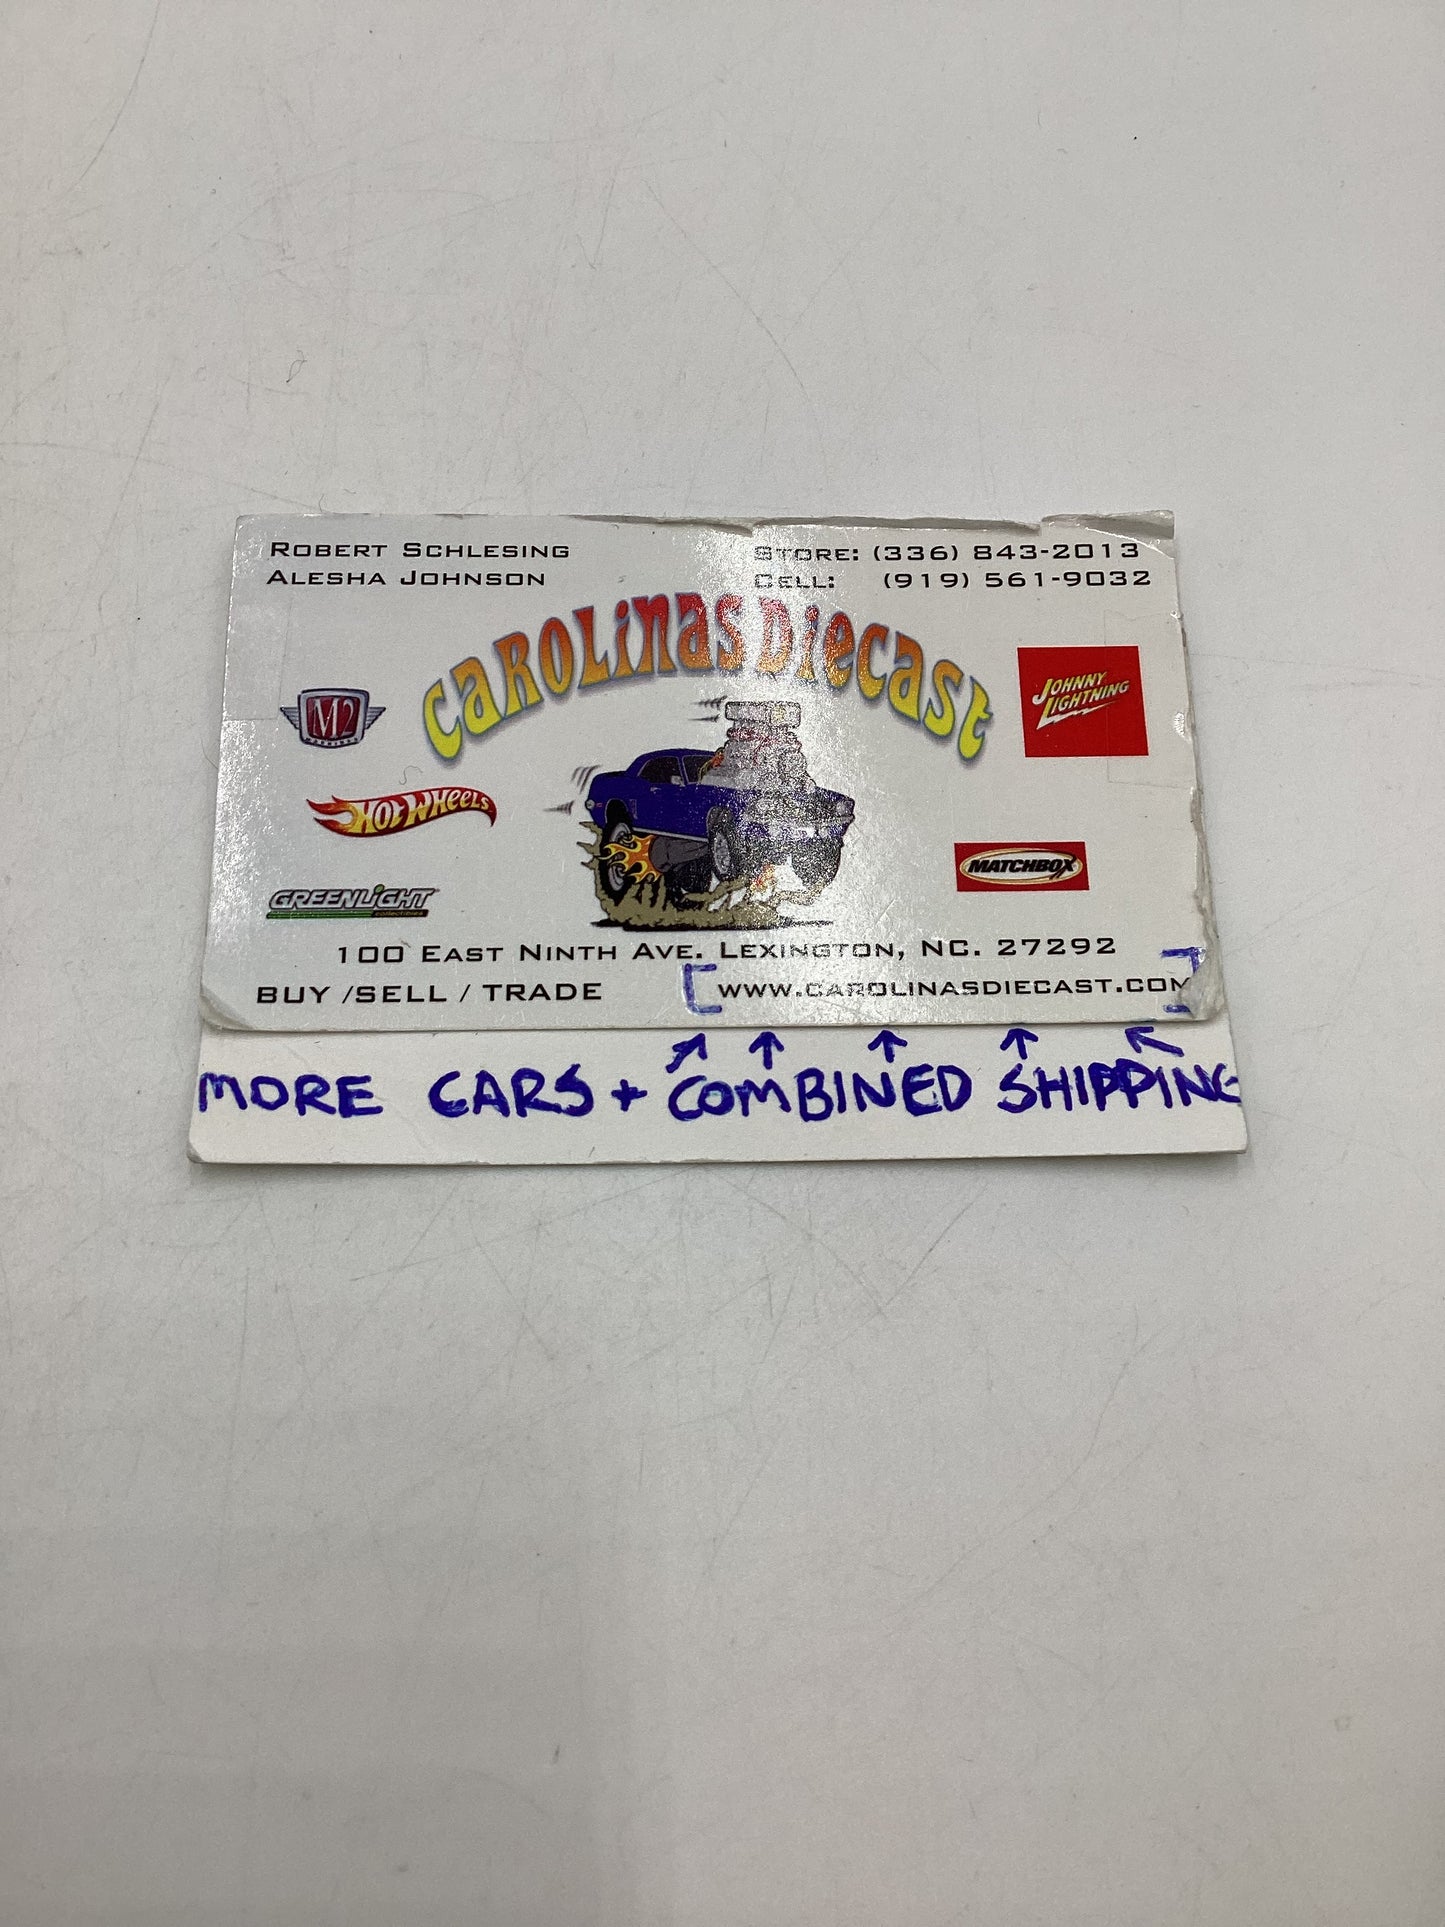 ROBERT SCHLESING
ALESHA JOHNSON
STORE: (336) 843-2013
CELL: (919) 561-9032
CAROLINAS DIECAST
M2
MACHINES
JOHNNY
LIGHTNING
HOT WHEELS
MATCHBOX
GREENLIGHT
collectibles
100 EAST NINTH AVE. LEXINGTON, NC. 27292
BUY /SELL / TRADE
WWW.CAROLINASDIECAST.COM
MORE CARS + COMBINED SHIPPING